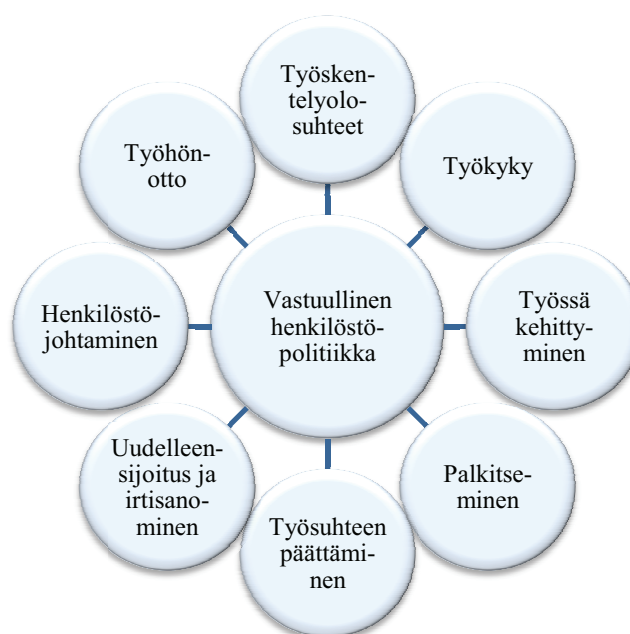 Työsken-
telyolo-
suhteet
Työkyky
Työssä
kehitty-
minen
Palkitse-
minen
Työsuhteen
päättämi-
nen
Uudelleen-
sijoitus ja
irtisano-
minen
Henkilöstö-
johtaminen
Työhön-
otto
Vastuullinen
henkilöstö-
politiikka